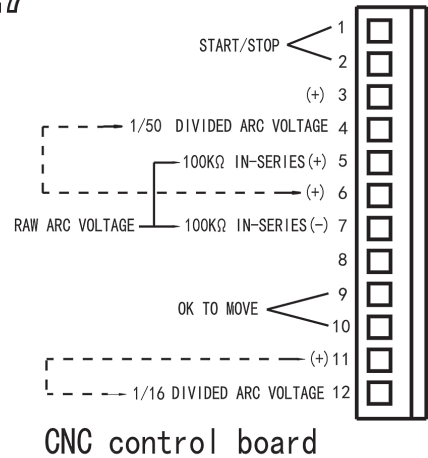 START/STOP 1
2
(+) 3
1/50 DIVIDED ARC VOLTAGE 4
100KΩ IN-SERIES(+) 5
(+) 6
RAW ARC VOLTAGE 100KΩ IN-SERIES(-) 7
8
OK TO MOVE 9
10
(+) 11
1/16 DIVIDED ARC VOLTAGE 12
CNC control board